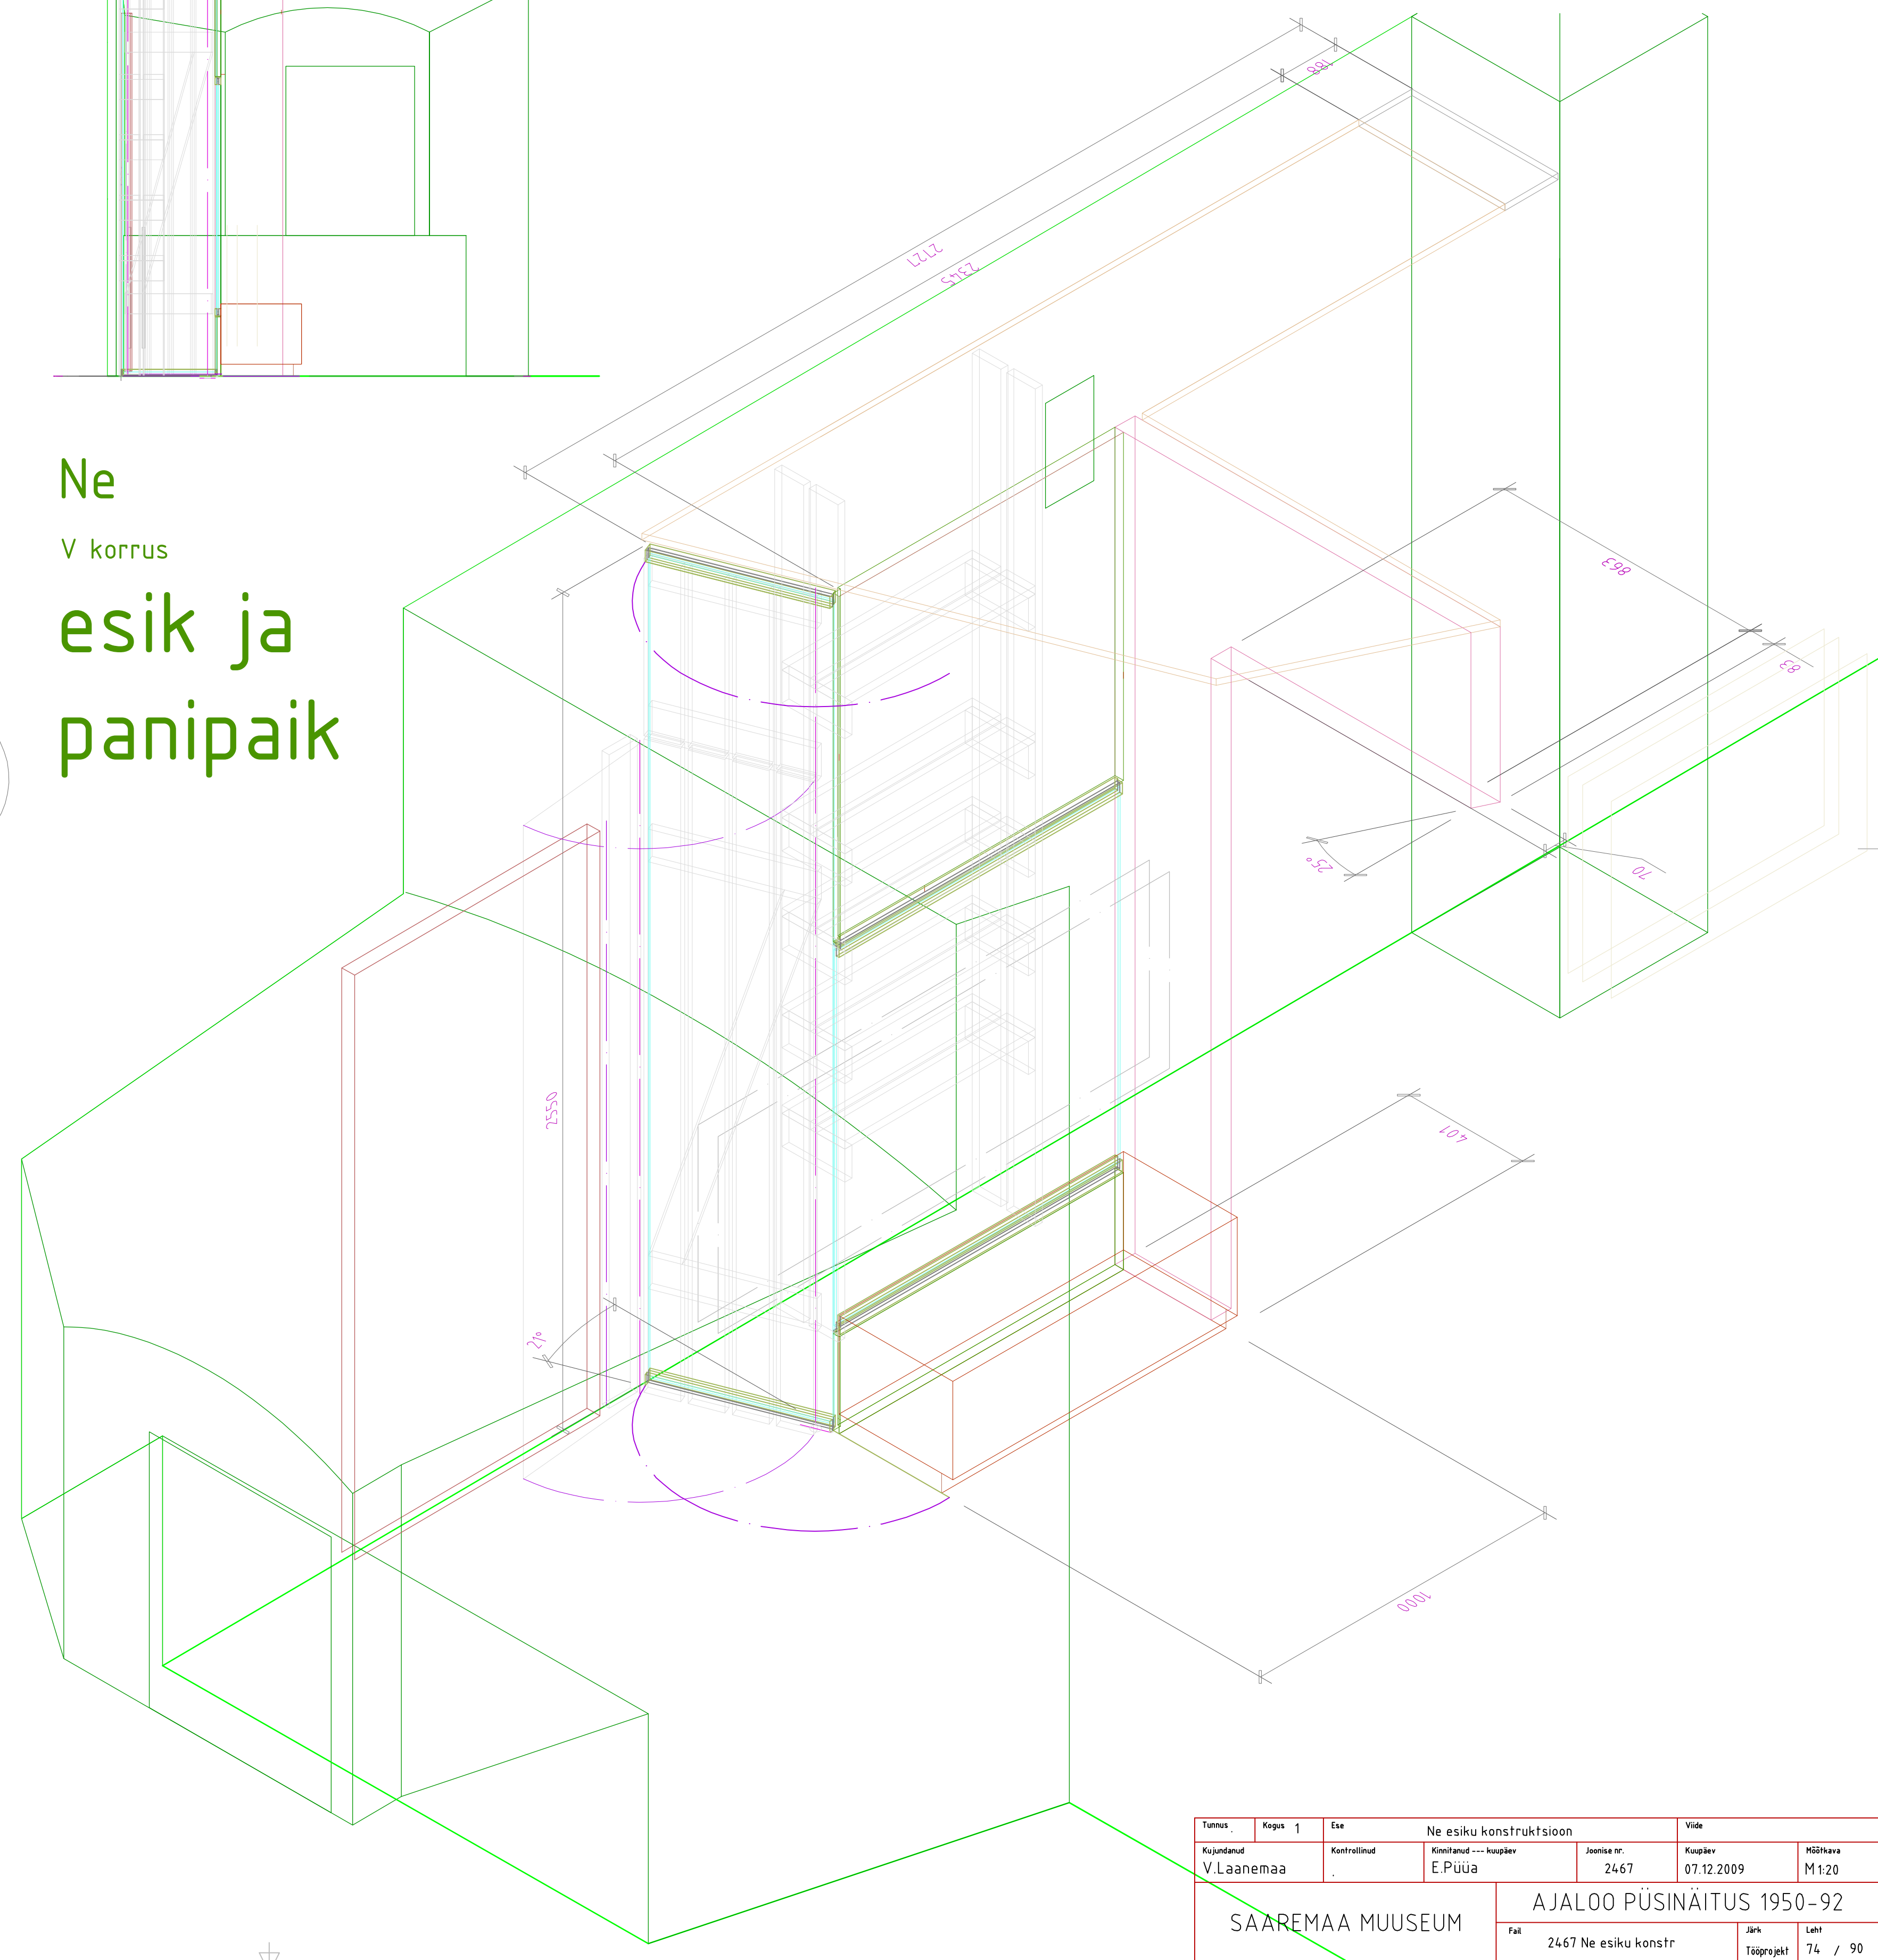 188
2727
2345
Ne
V korrus
esik ja
panipaik
863
83
25°
70
2550
401
21°
1000
Tunnus .
Kogus 1
Ese Ne esiku konstruktsioon
Viide
Kujundanud V.Laanemaa
Kontrollinud .
Kinnitanud --- kuupäev E.Püüa
Joonise nr. 2467
Kuupäev 07.12.2009
Mõõtkava M 1:20
SAAREMAA MUUSEUM
AJALOO PÜSINÄITUS 1950-92
Fail 2467 Ne esiku konstr
Järk Tööprojekt
Leht 74 / 90